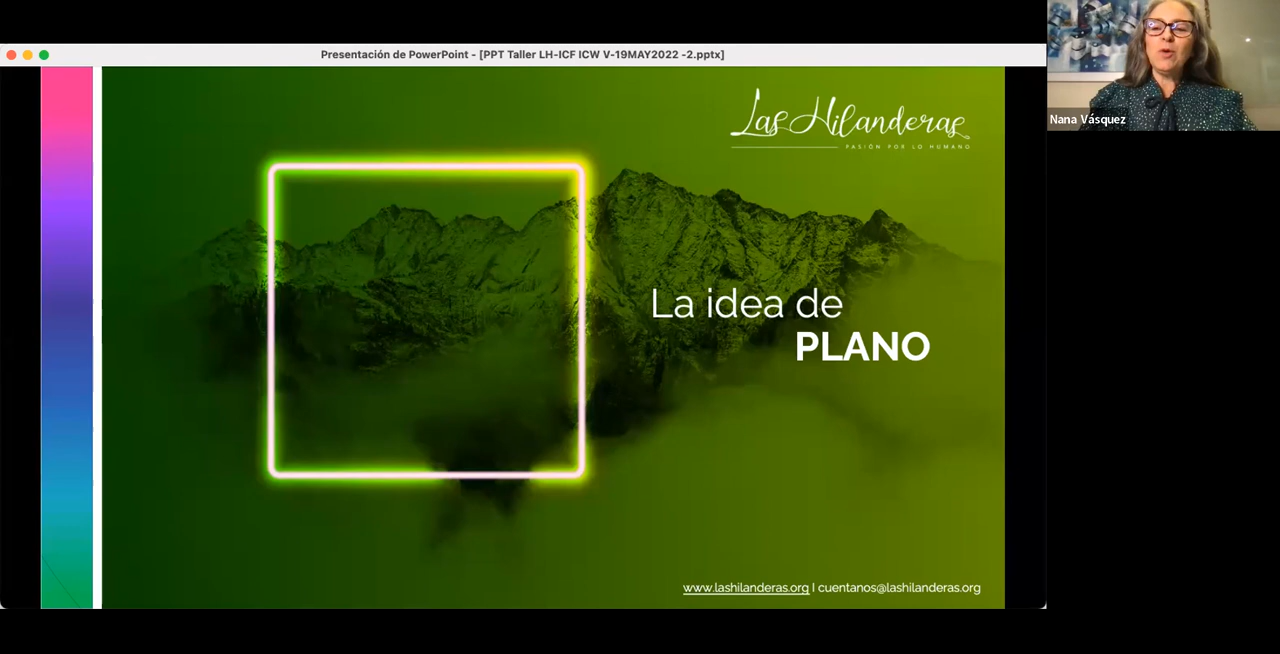 Presentación de PowerPoint - [PPT Taller LH-ICF ICW V-19MAY2022 -2.pptx]
Nana Vásquez
Las Hilanderas
PASIÓN POR LO HUMANO
La idea de
PLANO
www.lashilanderas.org I cuentanos@lashilanderas.org